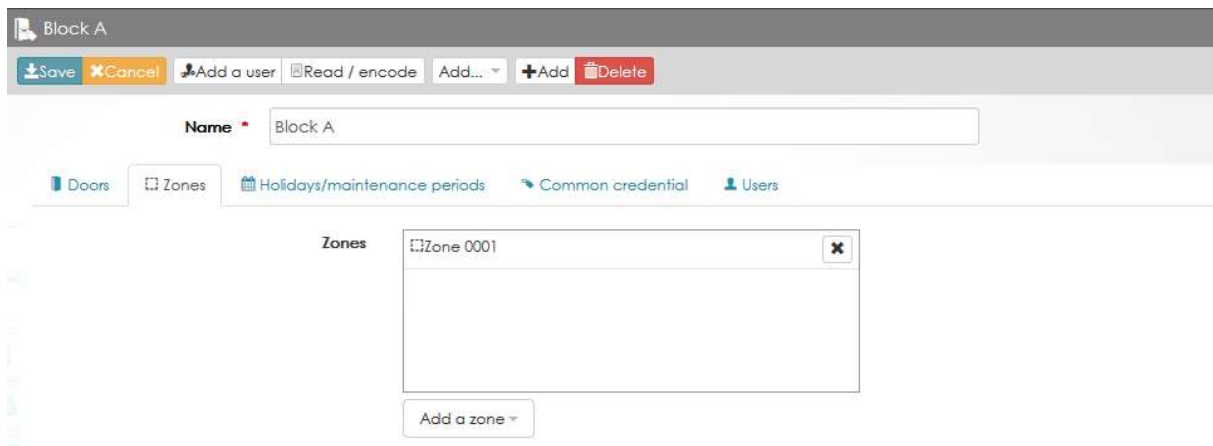 Block A
Save Cancel Add a user Read / encode Add... Add Delete
Name * Block A
Doors Zones Holidays/maintenance periods Common credential Users
Zones Zone 0001
Add a zone